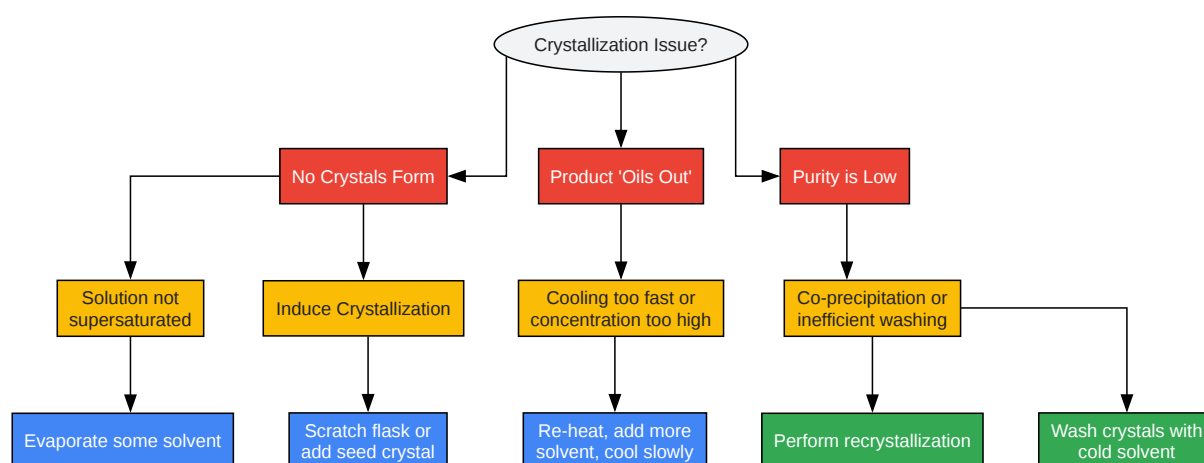 Crystallization Issue?
No Crystals Form
Product 'Oils Out'
Purity is Low
Solution not
supersaturated
Induce Crystallization
Cooling too fast or
concentration too high
Co-precipitation or
inefficient washing
Evaporate some solvent
Scratch flask or
add seed crystal
Re-heat, add more
solvent, cool slowly
Perform recrystallization
Wash crystals with
cold solvent